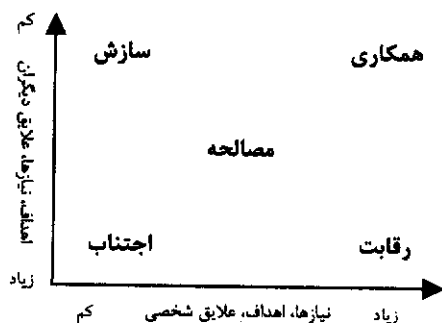 کم
سازش
همکاری
اهداف، نیازها، علایق دیگران
مصالحه
اجتناب
رقابت
زیاد
کم
نیازها، اهداف، علایق شخصی
زیاد